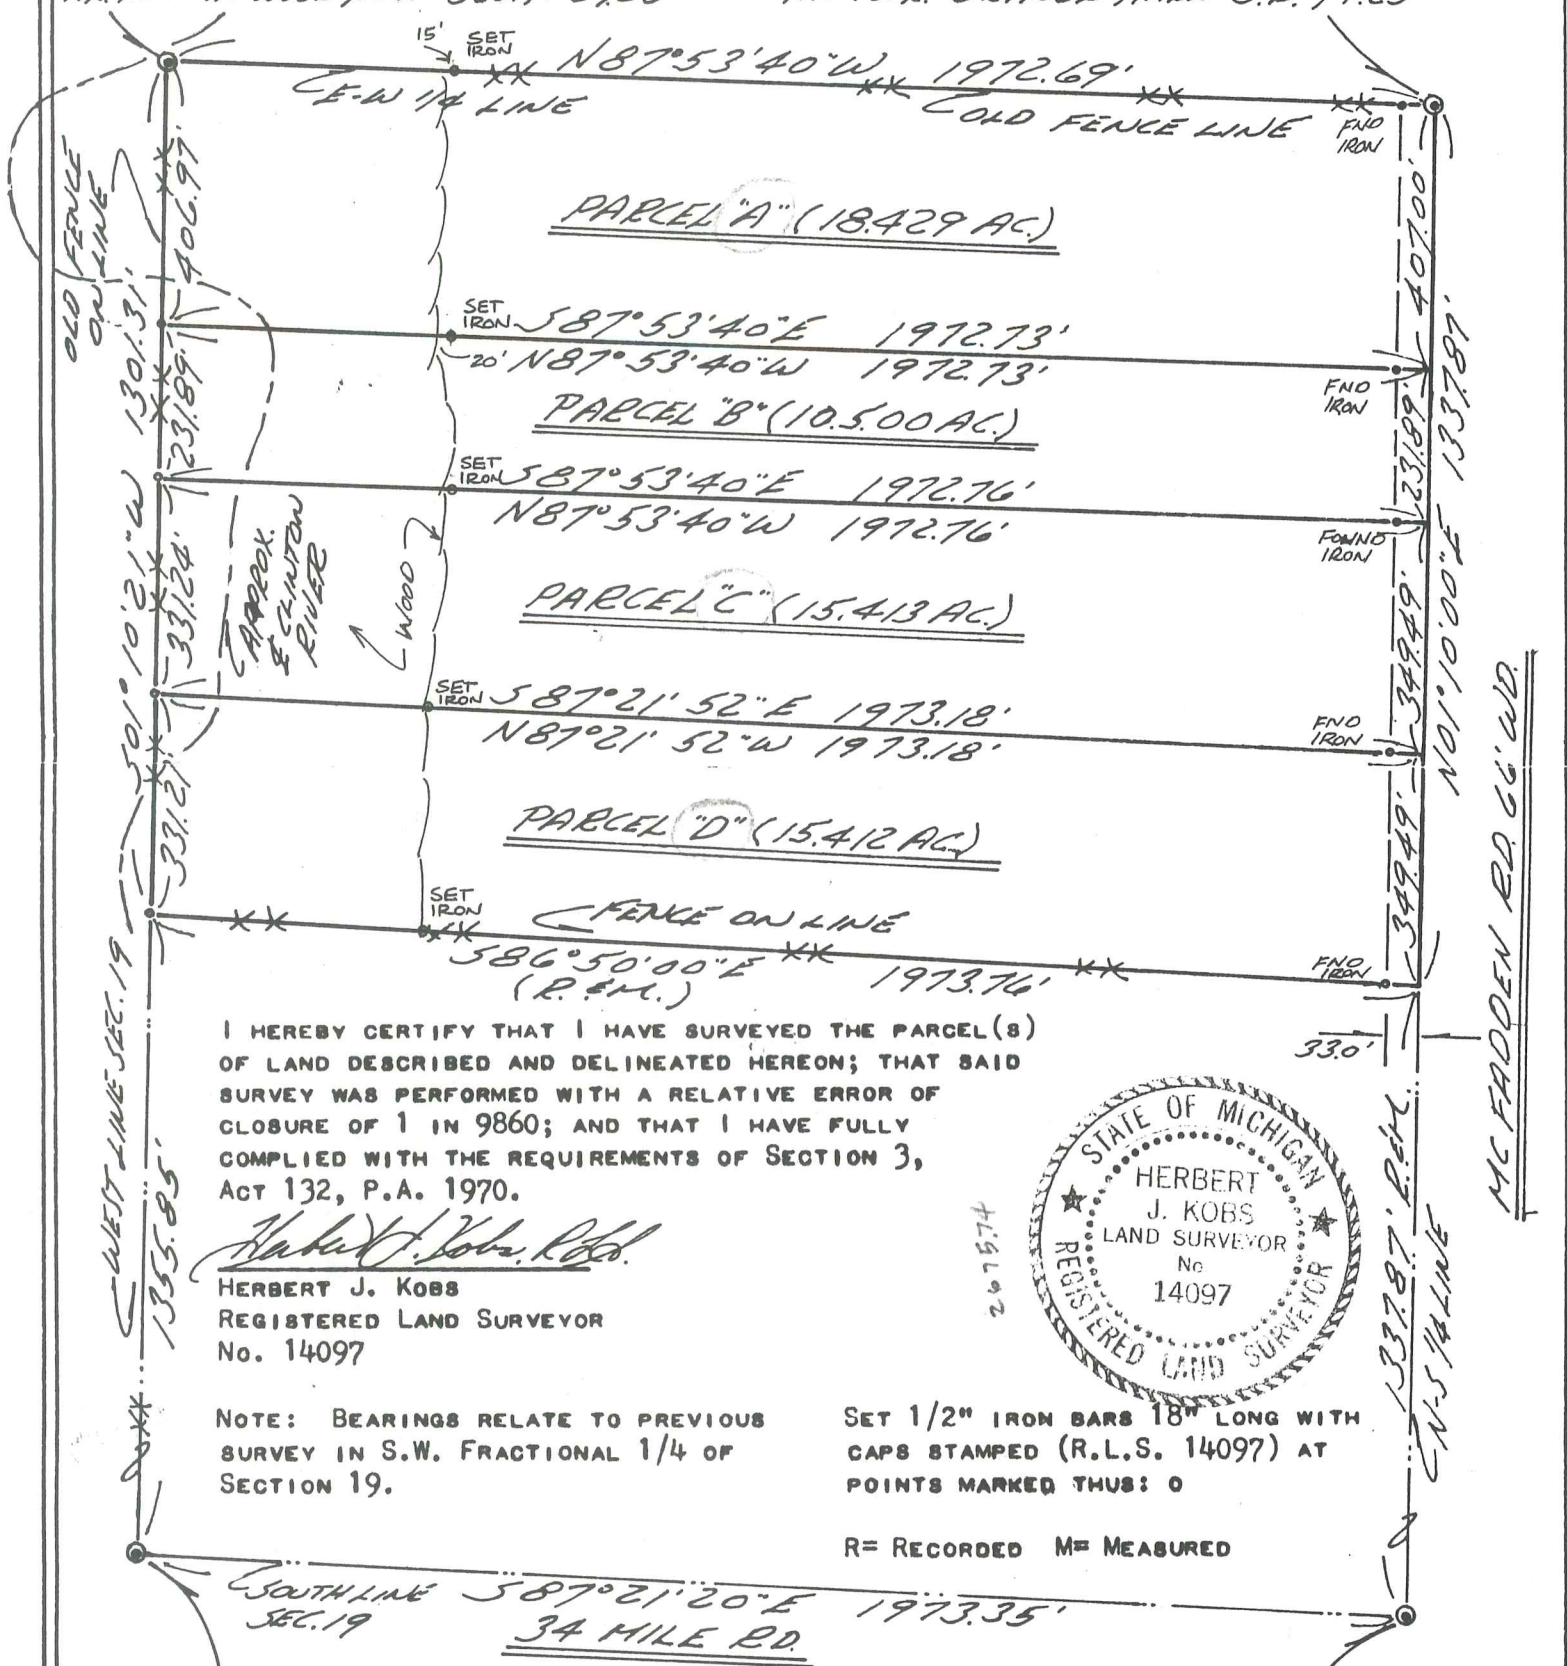 15' SET IRON
N87°53'40"W 1972.69'
E-W 1/4 LINE
OLD FENCE LINE
FND IRON
OLD FENCE ON LINE
406.97'
407.00'
PARCEL "A" (18.429 AC.)
SET IRON
S87°53'40"E 1972.73'
20' N87°53'40"W 1972.73'
FND IRON
1301.31'
S01°10'21"W
231.89'
231.89'
1337.87'
N01°10'00"E
PARCEL "B" (10.5.00 AC.)
SET IRON
S87°53'40"E 1972.76'
N87°53'40"W 1972.76'
FOUND IRON
331.24'
349.49'
APPROX. ℄ CLINTON RIVER
WOOD
PARCEL "C" (15.413 AC.)
SET IRON
S87°21'52"E 1973.18'
N87°21'52"W 1973.18'
FND IRON
331.21'
349.49'
MC FADDEN RD. 66' WD.
PARCEL "D" (15.412 AC.)
SET IRON
FENCE ON LINE
S86°50'00"E 1973.76'
(R. & M.)
FND IRON
33.0'
WEST LINE SEC. 19
1355.85'
1337.87' R.&M.
N-S 1/4 LINE
I HEREBY CERTIFY THAT I HAVE SURVEYED THE PARCEL(S)
OF LAND DESCRIBED AND DELINEATED HEREON; THAT SAID
SURVEY WAS PERFORMED WITH A RELATIVE ERROR OF
CLOSURE OF 1 IN 9860; AND THAT I HAVE FULLY
COMPLIED WITH THE REQUIREMENTS OF SECTION 3,
ACT 132, P.A. 1970.
Herbert J. Kobs, R.L.S.
HERBERT J. KOBS
REGISTERED LAND SURVEYOR
No. 14097
2675.74
STATE OF MICHIGAN
HERBERT
J. KOBS
LAND SURVEYOR
No
14097
REGISTERED LAND SURVEYOR
NOTE: BEARINGS RELATE TO PREVIOUS
SURVEY IN S.W. FRACTIONAL 1/4 OF
SECTION 19.
SET 1/2" IRON BARS 18" LONG WITH
CAPS STAMPED (R.L.S. 14097) AT
POINTS MARKED THUS: O
R= RECORDED M= MEASURED
SOUTH LINE SEC. 19
S87°21'20"E 1973.35'
34 MILE RD.